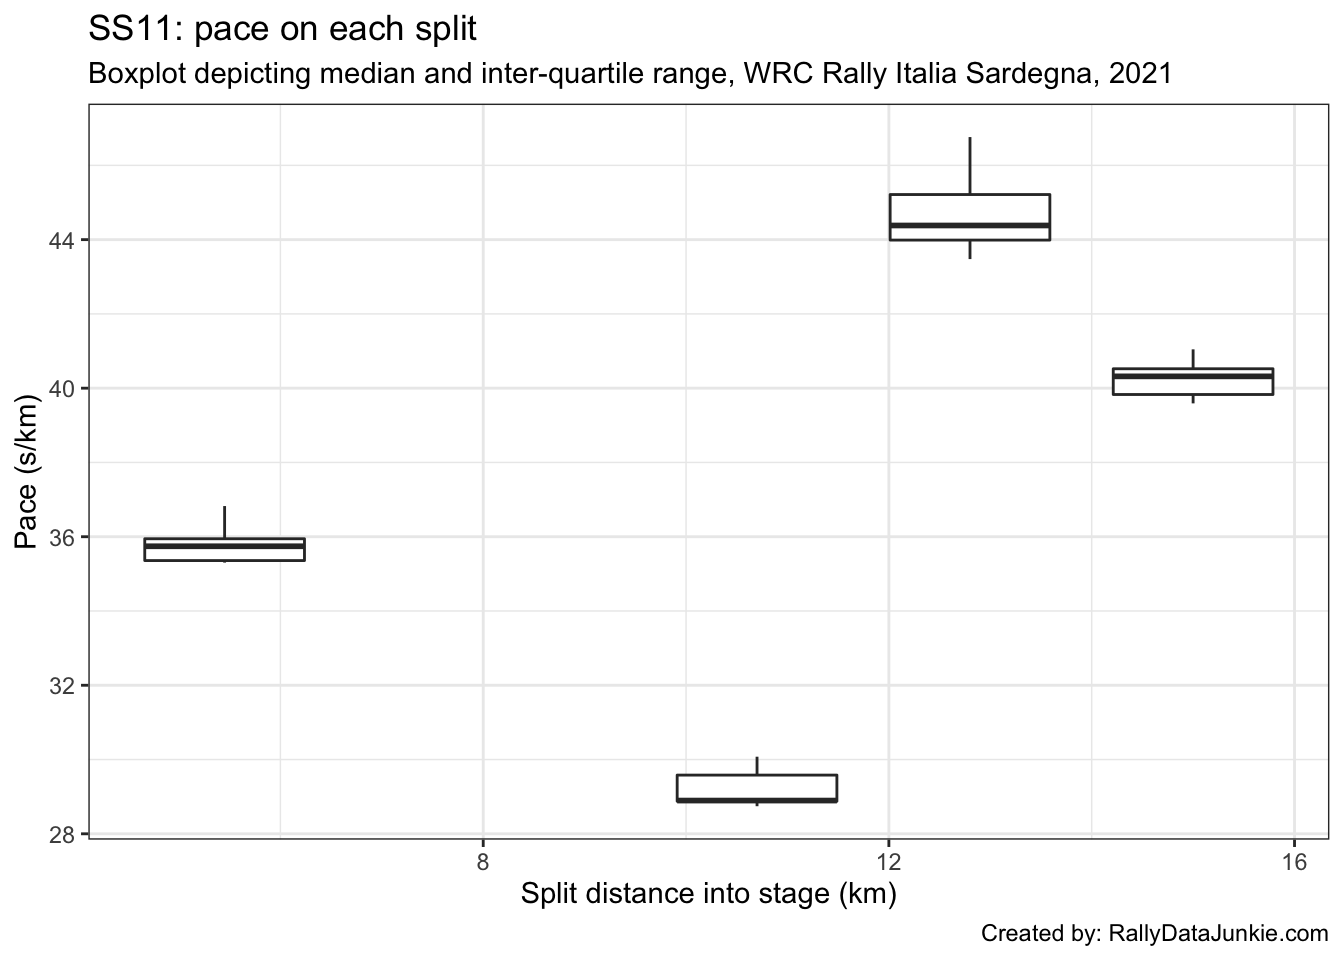 SS11: pace on each split
Boxplot depicting median and inter-quartile range, WRC Rally Italia Sardegna, 2021
44
40
36
32
28
Pace (s/km)
8
12
16
Split distance into stage (km)
Created by: RallyDataJunkie.com